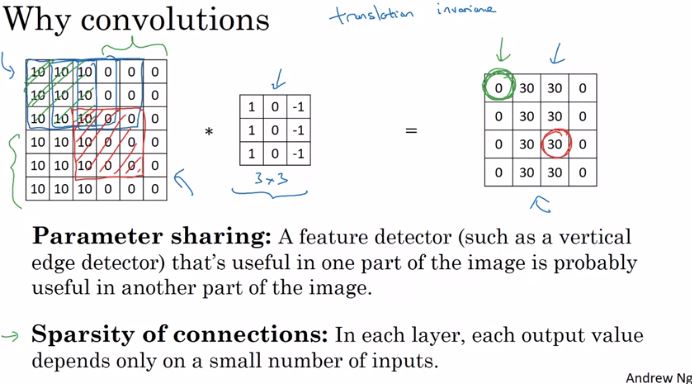 Why convolutions
translation invariance
10 10 10 0 0 0
10 10 10 0 0 0
10 10 10 0 0 0
10 10 10 0 0 0
10 10 10 0 0 0
10 10 10 0 0 0
*
1 0 -1
1 0 -1
1 0 -1
3×3
=
0 30 30 0
0 30 30 0
0 30 30 0
0 30 30 0
Parameter sharing: A feature detector (such as a vertical
edge detector) that's useful in one part of the image is probably
useful in another part of the image.
→ Sparsity of connections: In each layer, each output value
depends only on a small number of inputs.
Andrew Ng